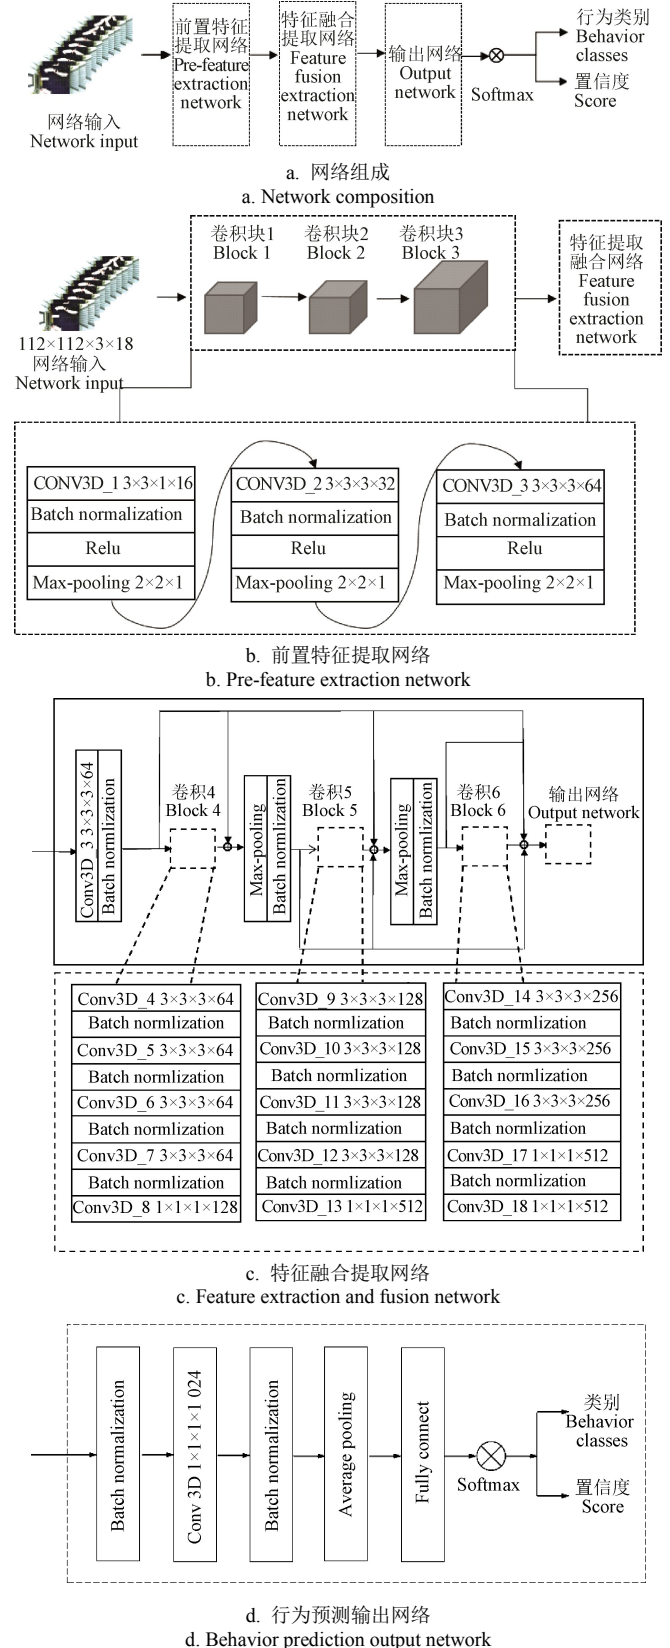 网络输入
Network input
前置特征
提取网络
Pre-feature
extraction
network
特征融合
提取网络
Feature
fusion
extraction
network
输出网络
Output
network
Softmax
行为类别
Behavior
classes
置信度
Score
a. 网络组成
a. Network composition
112×112×3×18
网络输入
Network input
卷积块1
Block 1
卷积块2
Block 2
卷积块3
Block 3
特征提取
融合网络
Feature
fusion
extraction
network
CONV3D_1 3×3×1×16
Batch normalization
Relu
Max-pooling 2×2×1
CONV3D_2 3×3×3×32
Batch normalization
Relu
Max-pooling 2×2×1
CONV3D_3 3×3×3×64
Batch normalization
Relu
Max-pooling 2×2×1
b. 前置特征提取网络
b. Pre-feature extraction network
Conv3D_3 3×3×3×64
Batch normlization
卷积4
Block 4
Max-pooling
Batch normlization
卷积5
Block 5
Max-pooling
Batch normlization
卷积6
Block 6
输出网络
Output network
Conv3D_4 3×3×3×64
Batch normlization
Conv3D_5 3×3×3×64
Batch normlization
Conv3D_6 3×3×3×64
Batch normlization
Conv3D_7 3×3×3×64
Batch normlization
Conv3D_8 1×1×1×128
Conv3D_9 3×3×3×128
Batch normlization
Conv3D_10 3×3×3×128
Batch normlization
Conv3D_11 3×3×3×128
Batch normlization
Conv3D_12 3×3×3×128
Batch normlization
Conv3D_13 1×1×1×512
Conv3D_14 3×3×3×256
Batch normlization
Conv3D_15 3×3×3×256
Batch normlization
Conv3D_16 3×3×3×256
Batch normlization
Conv3D_17 1×1×1×512
Batch normlization
Conv3D_18 1×1×1×512
c. 特征融合提取网络
c. Feature extraction and fusion network
Batch normalization
Conv 3D 1×1×1×1 024
Batch normalization
Average pooling
Fully connect
Softmax
类别
Behavior
classes
置信度
Score
d. 行为预测输出网络
d. Behavior prediction output network